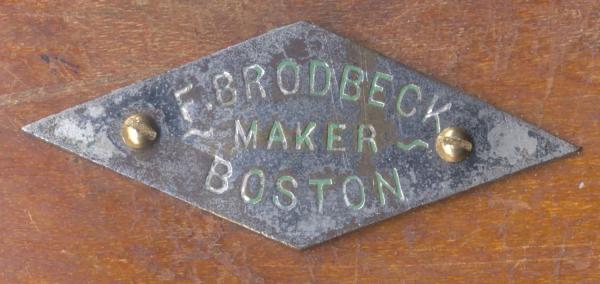 F. BRODBECK
~ MAKER ~
BOSTON